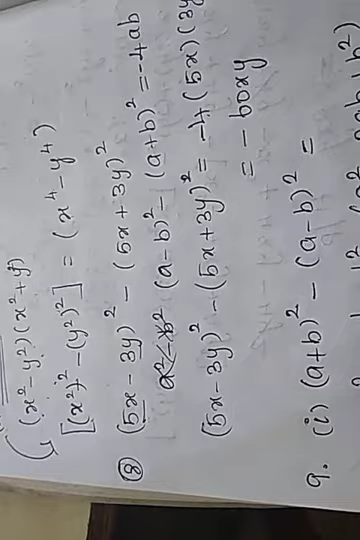 (x²-y²)(x²+y²)
[(x²)² - (y²)²] = (x⁴ - y⁴)
⑧ (5x - 3y)² - (5x + 3y)²
(a-b)² - (a+b)² = -4ab
(5x-3y)² - (5x+3y)² = -4(5x)(3y
= -60xy
9. (i) (a+b)² - (a-b)² =